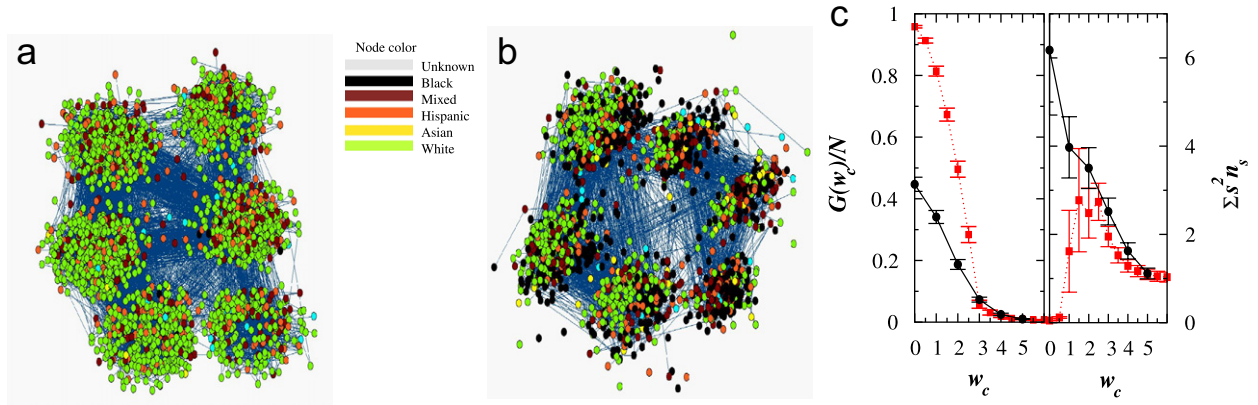 a
Node color
Unknown
Black
Mixed
Hispanic
Asian
White
b
c
G(w_c)/N
1
0.8
0.6
0.4
0.2
0
0 1 2 3 4 5
w_c
0 1 2 3 4 5
w_c
6
4
2
0
Σs²n_s